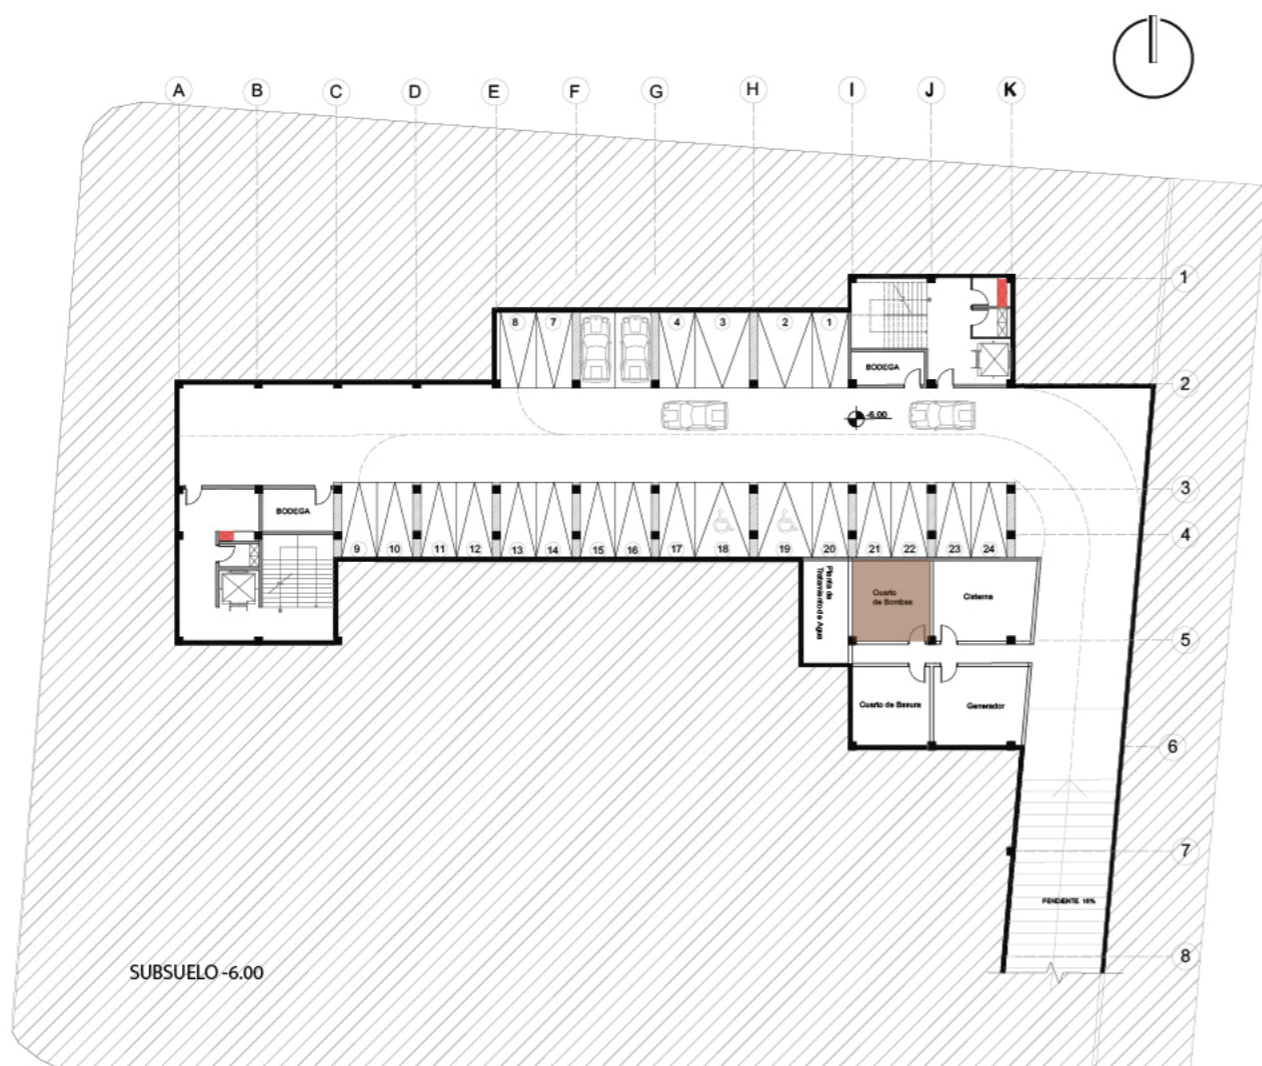 A B C D E F G H I J K
1
8 7 4 3 2 1
BODEGA
2
-6.00
3
BODEGA
4
9 10 11 12 13 14 15 16 17 18 19 20 21 22 23 24
Planta de
Tratamiento de Agua
Cuarto
de Bombas
Cisterna
5
Cuarto de Basura
Generador
6
7
PENDIENTE
8
SUBSUELO -6.00